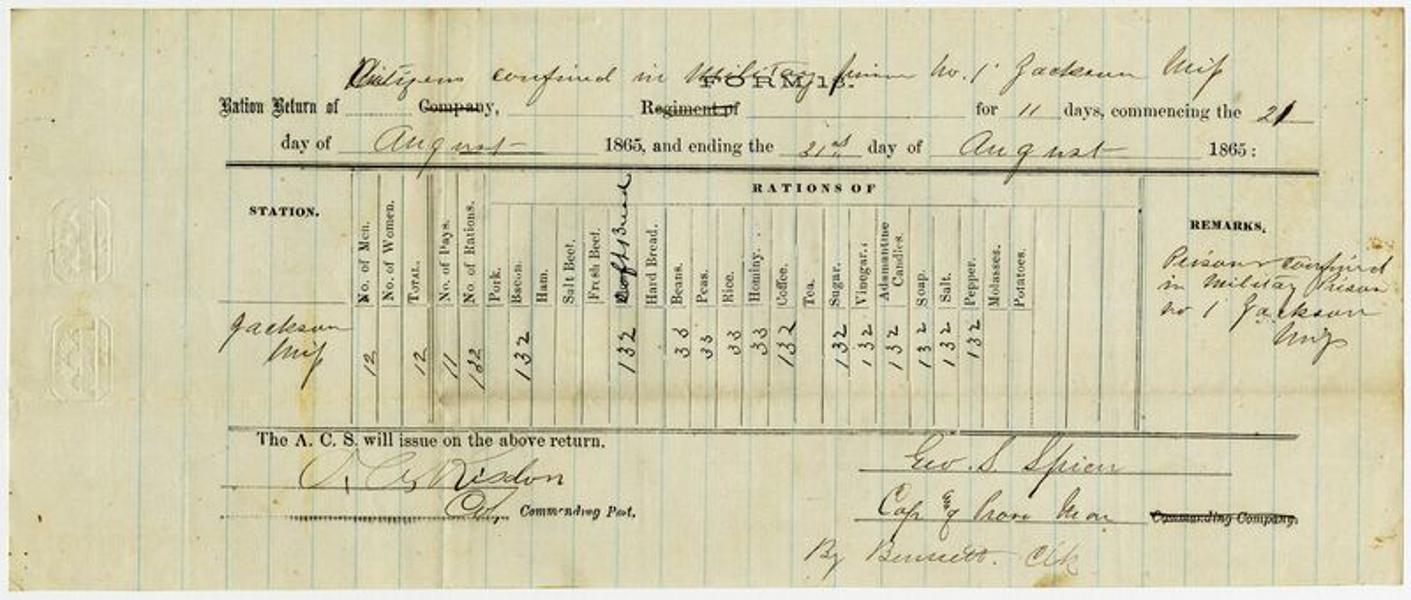 Citizens confined in Military prison No. 1 Jackson Miss
FORM 13.
Ration Return of Company, Regiment of for 11 days, commencing the 21
day of August 1865, and ending the 31st day of August 1865:
RATIONS OF
STATION. No. of Men. No. of Women. TOTAL. No. of Days. No. of Rations. Pork. Bacon. Ham. Salt Beef. Fresh Beef. Soft Bread Hard Bread. Beans. Peas. Rice. Hominy. Coffee. Tea. Sugar. Vinegar. Adamantine Candles. Soap. Salt. Pepper. Molasses. Potatoes. REMARKS.
Jackson
Miss 12 12 11 132 132 132 33 33 33 33 132 132 132 132 132 132 132
Prisoners confined
in Military Prison
No 1 Jackson
Miss
The A. C. S. will issue on the above return.
Risdon
Col, Commanding Post.
Geo. S. Spicer
Cap & Provo Mar Commanding Company.
By Bennett. Clk